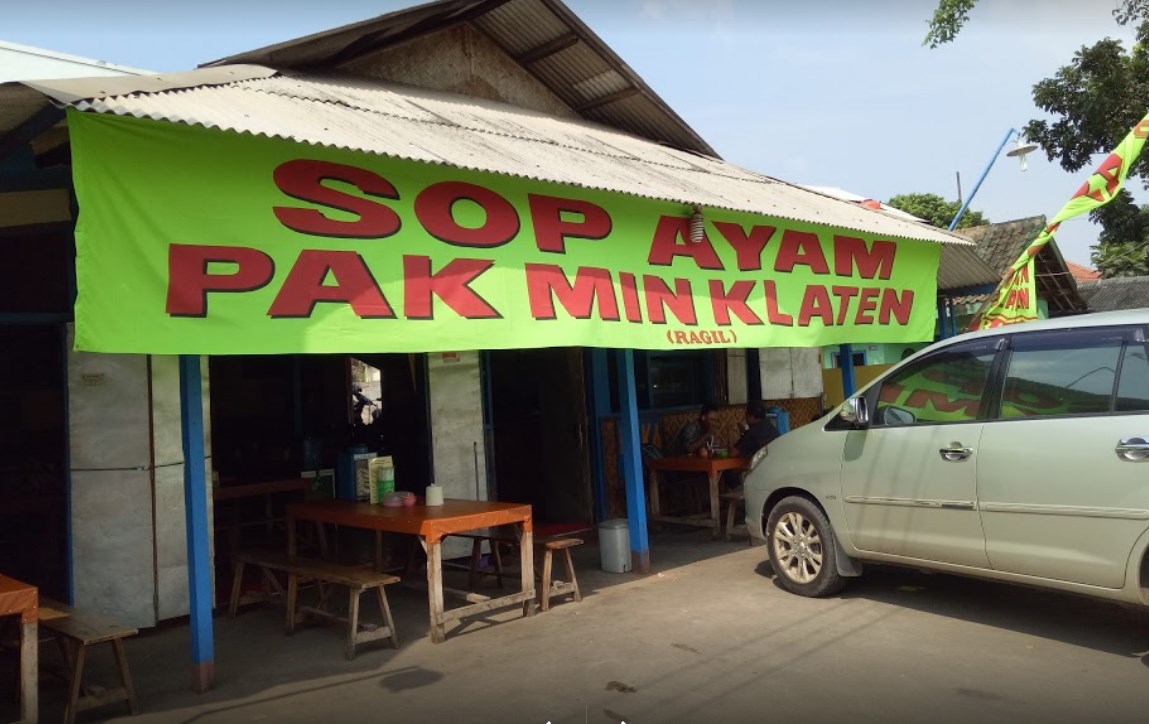 SOP AYAM
PAK MIN KLATEN
(RAGIL)